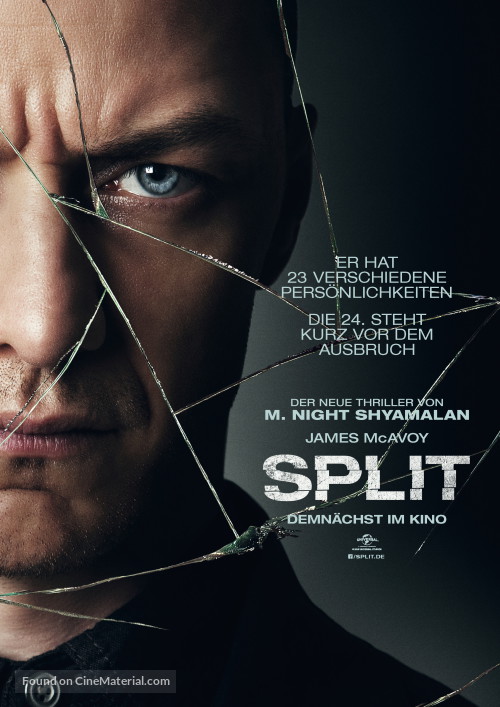 ER HAT
23 VERSCHIEDENE
PERSÖNLICHKEITEN
DIE 24. STEHT
KURZ VOR DEM
AUSBRUCH
DER NEUE THRILLER VON
M. NIGHT SHYAMALAN
JAMES McAVOY
SPLIT
DEMNÄCHST IM KINO
UNIVERSAL
f/SPLIT.DE
Found on CineMaterial.com